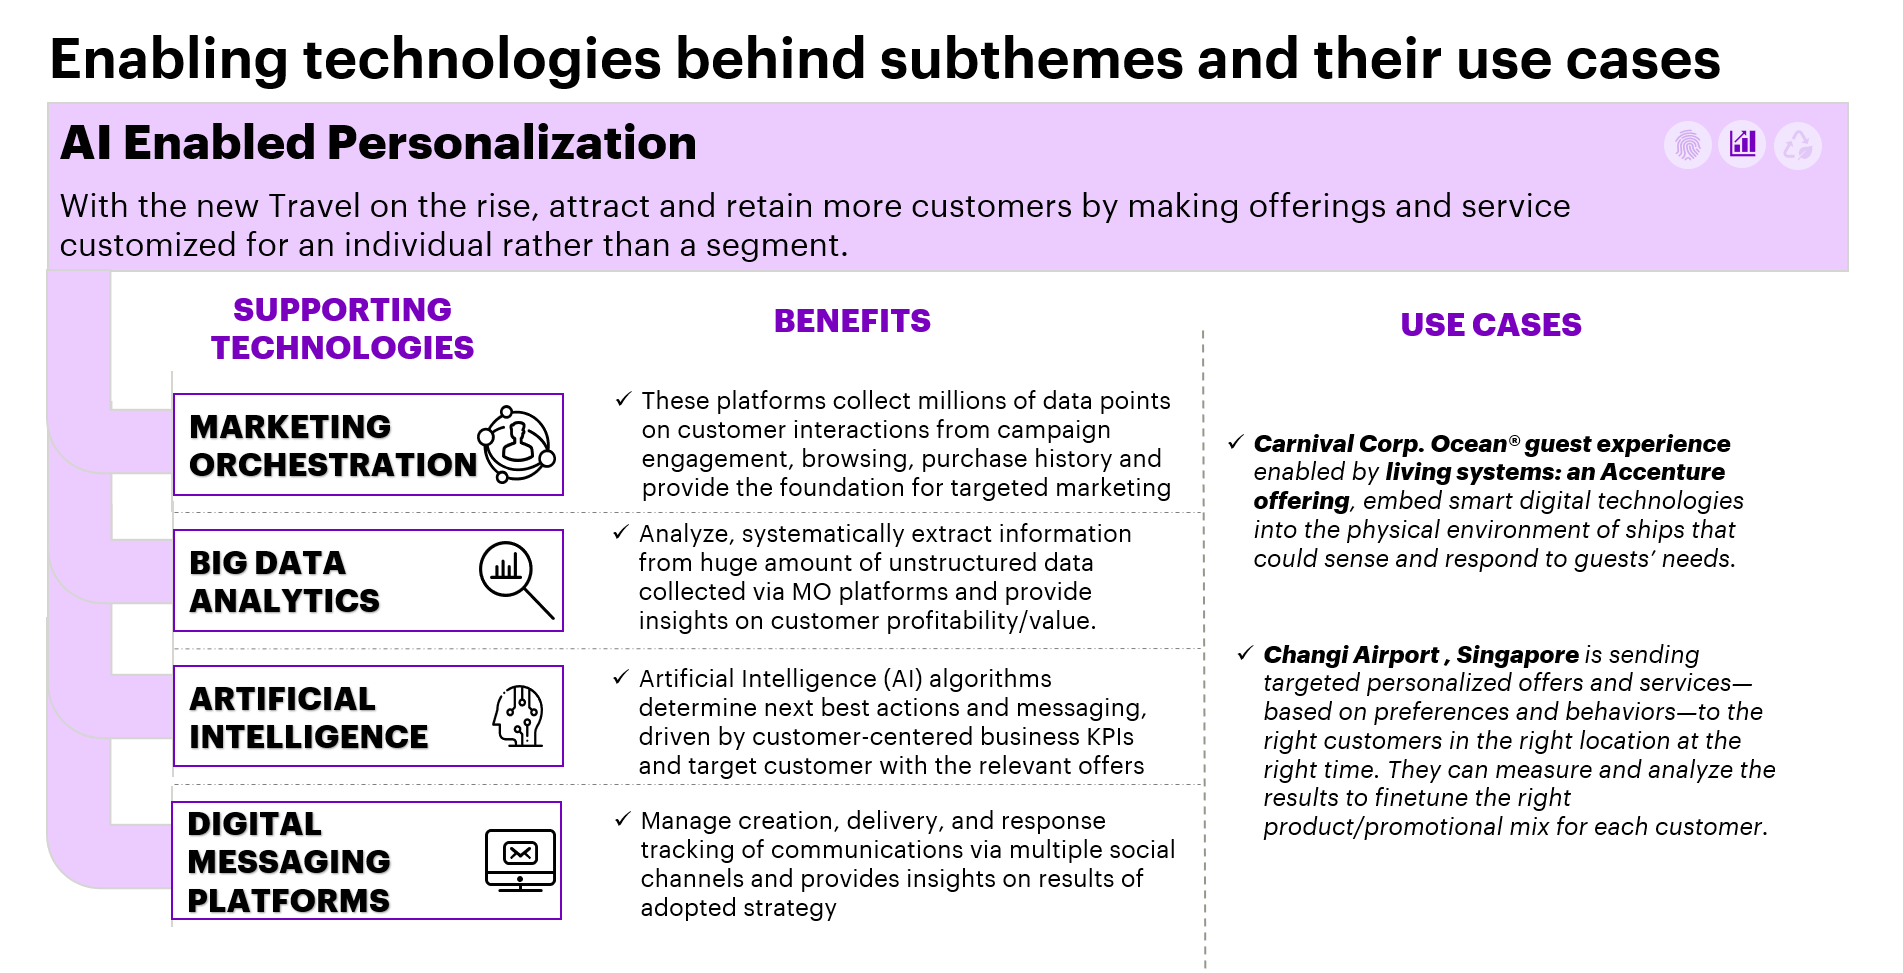 Enabling technologies behind subthemes and their use cases
AI Enabled Personalization
With the new Travel on the rise, attract and retain more customers by making offerings and service
customized for an individual rather than a segment.
SUPPORTING
TECHNOLOGIES
BENEFITS
USE CASES
MARKETING
ORCHESTRATION
✓ These platforms collect millions of data points
on customer interactions from campaign
engagement, browsing, purchase history and
provide the foundation for targeted marketing
BIG DATA
ANALYTICS
✓ Analyze, systematically extract information
from huge amount of unstructured data
collected via MO platforms and provide
insights on customer profitability/value.
ARTIFICIAL
INTELLIGENCE
✓ Artificial Intelligence (AI) algorithms
determine next best actions and messaging,
driven by customer-centered business KPIs
and target customer with the relevant offers
DIGITAL
MESSAGING
PLATFORMS
✓ Manage creation, delivery, and response
tracking of communications via multiple social
channels and provides insights on results of
adopted strategy
✓ Carnival Corp. Ocean® guest experience
enabled by living systems: an Accenture
offering, embed smart digital technologies
into the physical environment of ships that
could sense and respond to guests’ needs.
✓ Changi Airport , Singapore is sending
targeted personalized offers and services—
based on preferences and behaviors—to the
right customers in the right location at the
right time. They can measure and analyze the
results to finetune the right
product/promotional mix for each customer.